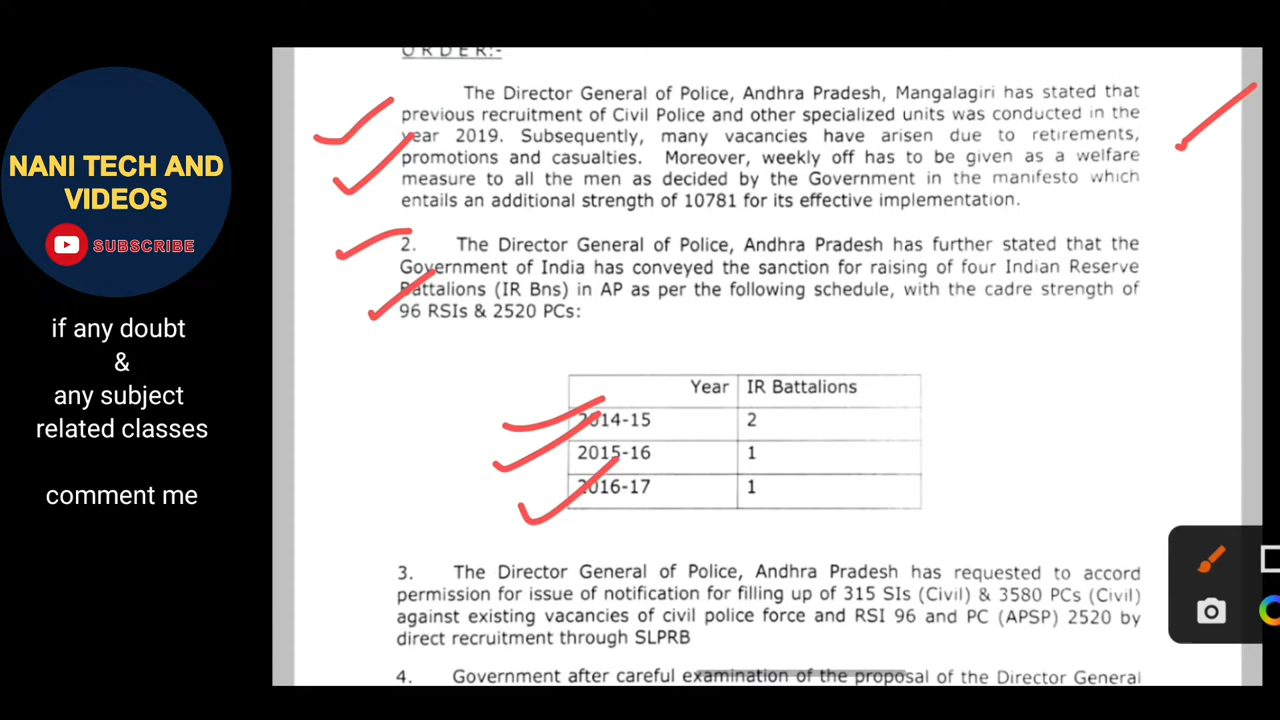 NANI TECH AND
VIDEOS
SUBSCRIBE
if any doubt
&
any subject
related classes
comment me
O R D E R:-
The Director General of Police, Andhra Pradesh, Mangalagiri has stated that
previous recruitment of Civil Police and other specialized units was conducted in the
year 2019. Subsequently, many vacancies have arisen due to retirements,
promotions and casualties. Moreover, weekly off has to be given as a welfare
measure to all the men as decided by the Government in the manifesto which
entails an additional strength of 10781 for its effective implementation.
2. The Director General of Police, Andhra Pradesh has further stated that the
Government of India has conveyed the sanction for raising of four Indian Reserve
Battalions (IR Bns) in AP as per the following schedule, with the cadre strength of
96 RSIs & 2520 PCs:
Year IR Battalions
2014-15 2
2015-16 1
2016-17 1
3. The Director General of Police, Andhra Pradesh has requested to accord
permission for issue of notification for filling up of 315 SIs (Civil) & 3580 PCs (Civil)
against existing vacancies of civil police force and RSI 96 and PC (APSP) 2520 by
direct recruitment through SLPRB
4. Government after careful examination of the proposal of the Director General